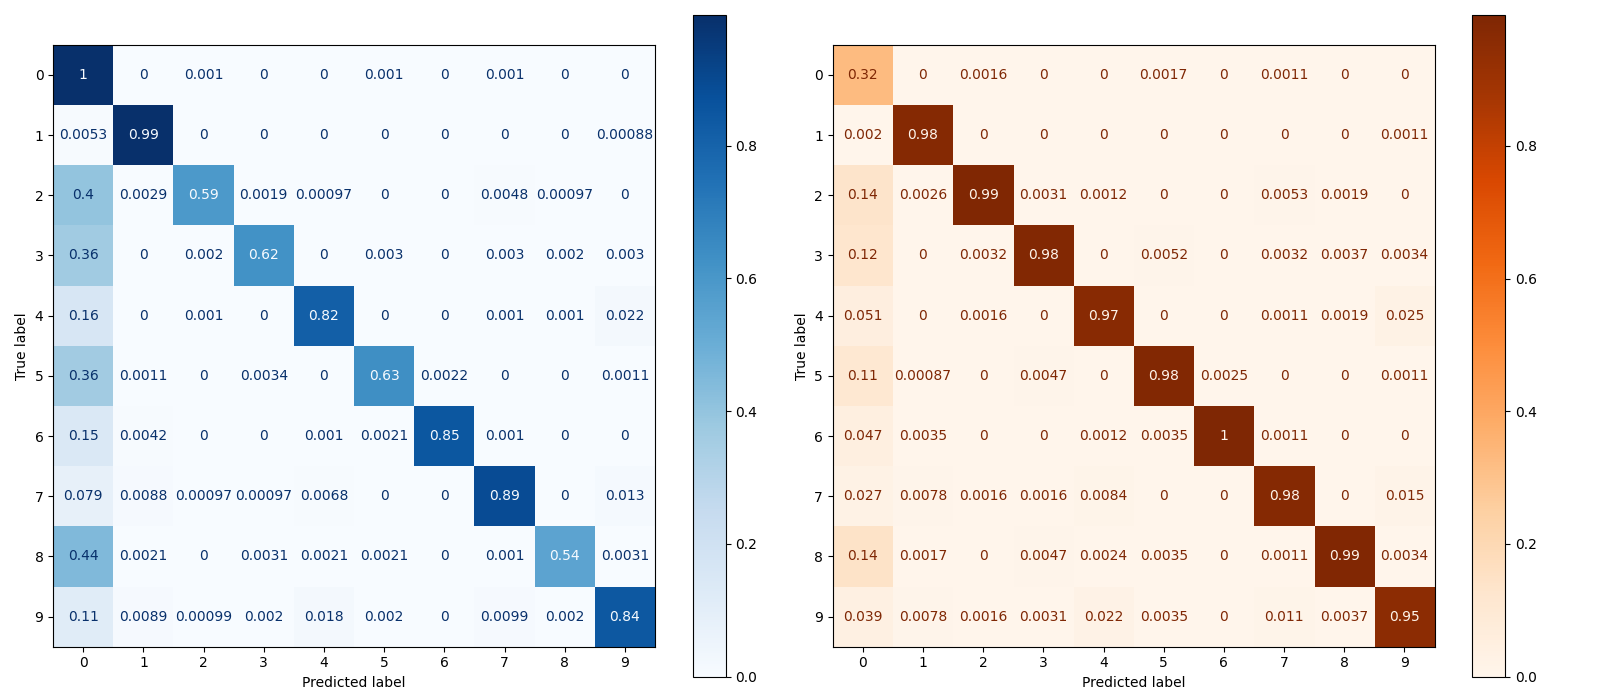 0 1 0 0.001 0 0 0.001 0 0.001 0 0
1 0.0053 0.99 0 0 0 0 0 0 0 0.00088
0.8
2 0.4 0.0029 0.59 0.0019 0.00097 0 0 0.0048 0.00097 0
3 0.36 0 0.002 0.62 0 0.003 0 0.003 0.002 0.003
0.6
4 0.16 0 0.001 0 0.82 0 0 0.001 0.001 0.022
True label
5 0.36 0.0011 0 0.0034 0 0.63 0.0022 0 0 0.0011
0.4
6 0.15 0.0042 0 0 0.001 0.0021 0.85 0.001 0 0
7 0.079 0.0088 0.00097 0.00097 0.0068 0 0 0.89 0 0.013
0.2
8 0.44 0.0021 0 0.0031 0.0021 0.0021 0 0.001 0.54 0.0031
9 0.11 0.0089 0.00099 0.002 0.018 0.002 0 0.0099 0.002 0.84
0 1 2 3 4 5 6 7 8 9
0.0
Predicted label
0 0.32 0 0.0016 0 0 0.0017 0 0.0011 0 0
1 0.002 0.98 0 0 0 0 0 0 0 0.0011
0.8
2 0.14 0.0026 0.99 0.0031 0.0012 0 0 0.0053 0.0019 0
3 0.12 0 0.0032 0.98 0 0.0052 0 0.0032 0.0037 0.0034
0.6
4 0.051 0 0.0016 0 0.97 0 0 0.0011 0.0019 0.025
True label
5 0.11 0.00087 0 0.0047 0 0.98 0.0025 0 0 0.0011
0.4
6 0.047 0.0035 0 0 0.0012 0.0035 1 0.0011 0 0
7 0.027 0.0078 0.0016 0.0016 0.0084 0 0 0.98 0 0.015
0.2
8 0.14 0.0017 0 0.0047 0.0024 0.0035 0 0.0011 0.99 0.0034
9 0.039 0.0078 0.0016 0.0031 0.022 0.0035 0 0.011 0.0037 0.95
0 1 2 3 4 5 6 7 8 9
0.0
Predicted label